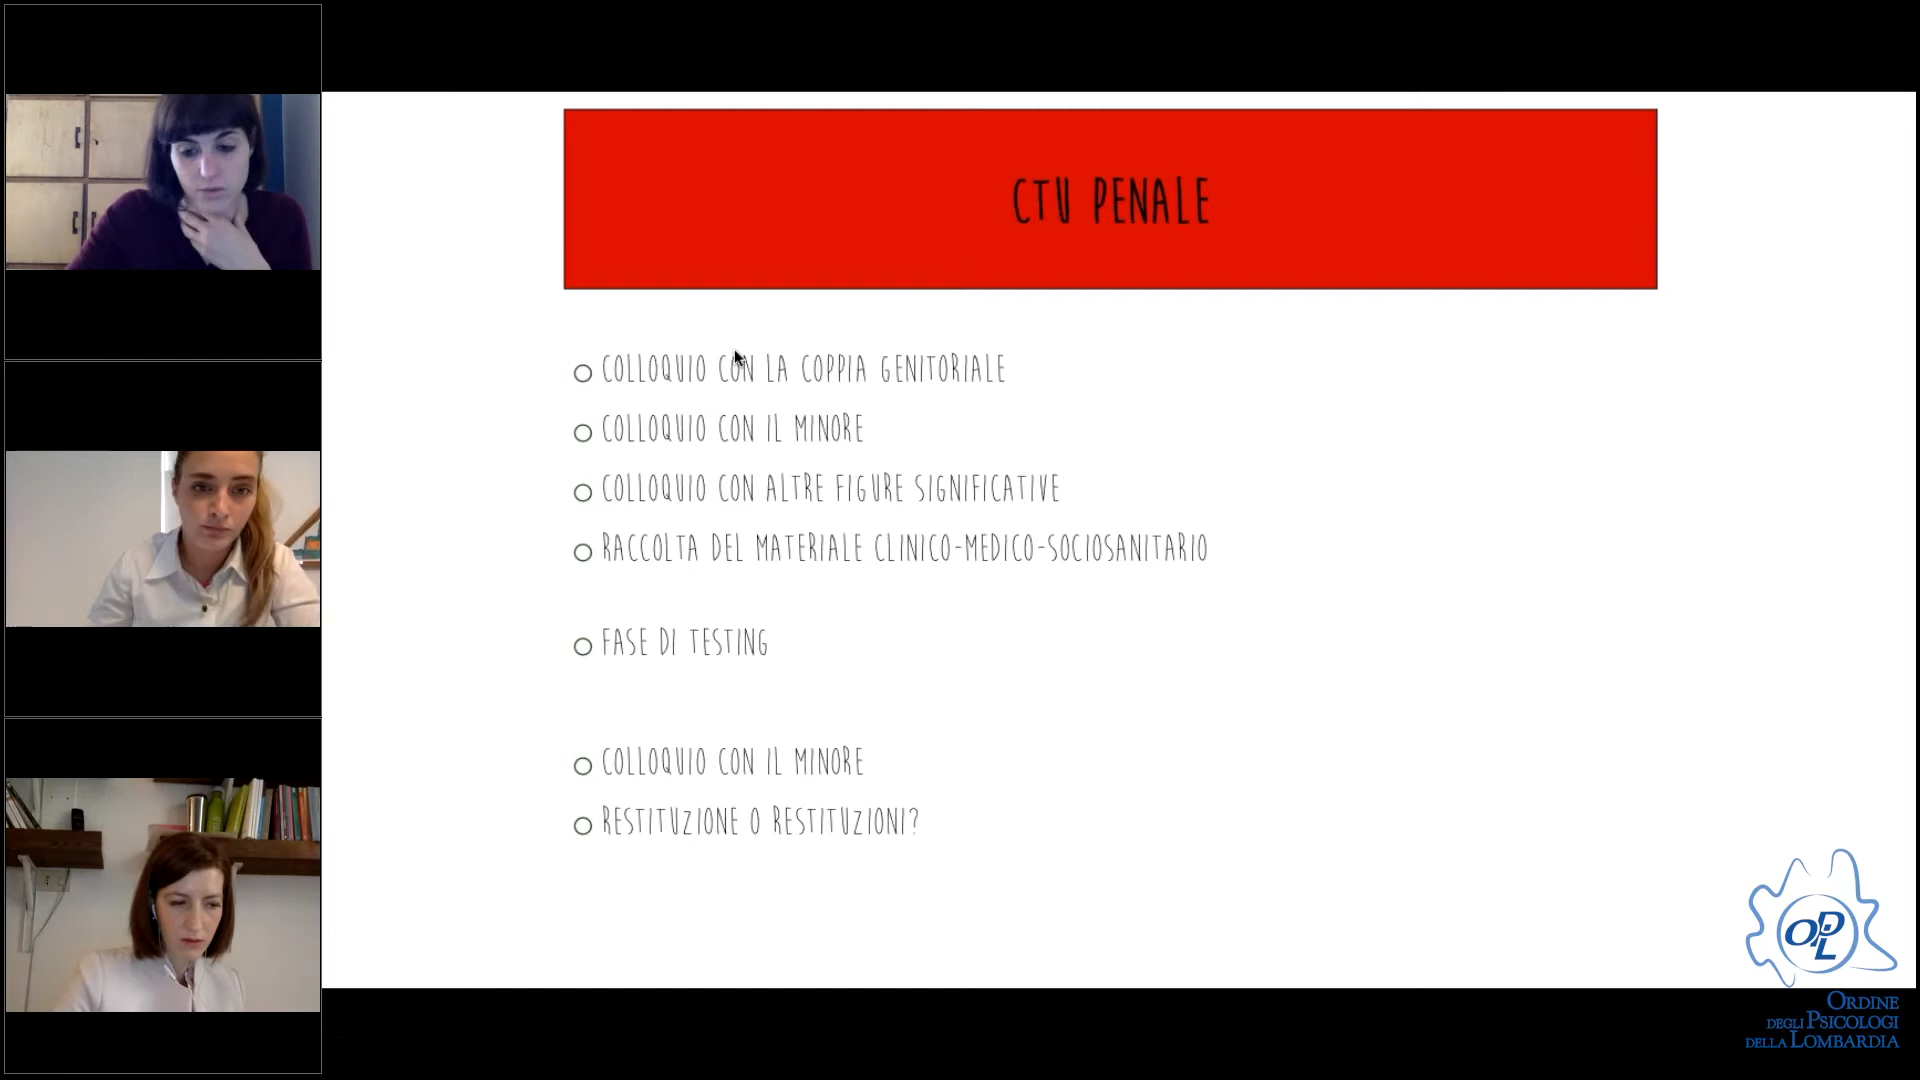 CTU PENALE
COLLOQUIO CON LA COPPIA GENITORIALE
COLLOQUIO CON IL MINORE
COLLOQUIO CON ALTRE FIGURE SIGNIFICATIVE
RACCOLTA DEL MATERIALE CLINICO-MEDICO-SOCIOSANITARIO
FASE DI TESTING
COLLOQUIO CON IL MINORE
RESTITUZIONE O RESTITUZIONI?
OPL
ORDINE
DEGLI PSICOLOGI
DELLA LOMBARDIA